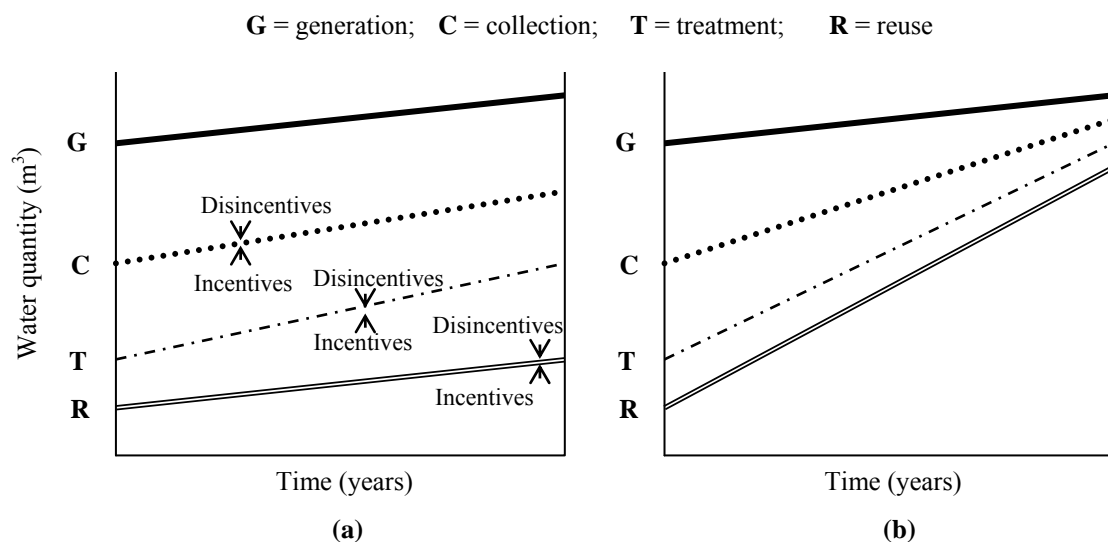 G = generation; C = collection; T = treatment; R = reuse
Water quantity (m³)
G
C
T
R
Disincentives
Incentives
Disincentives
Incentives
Disincentives
Incentives
Time (years)
(a)
G
C
T
R
Time (years)
(b)